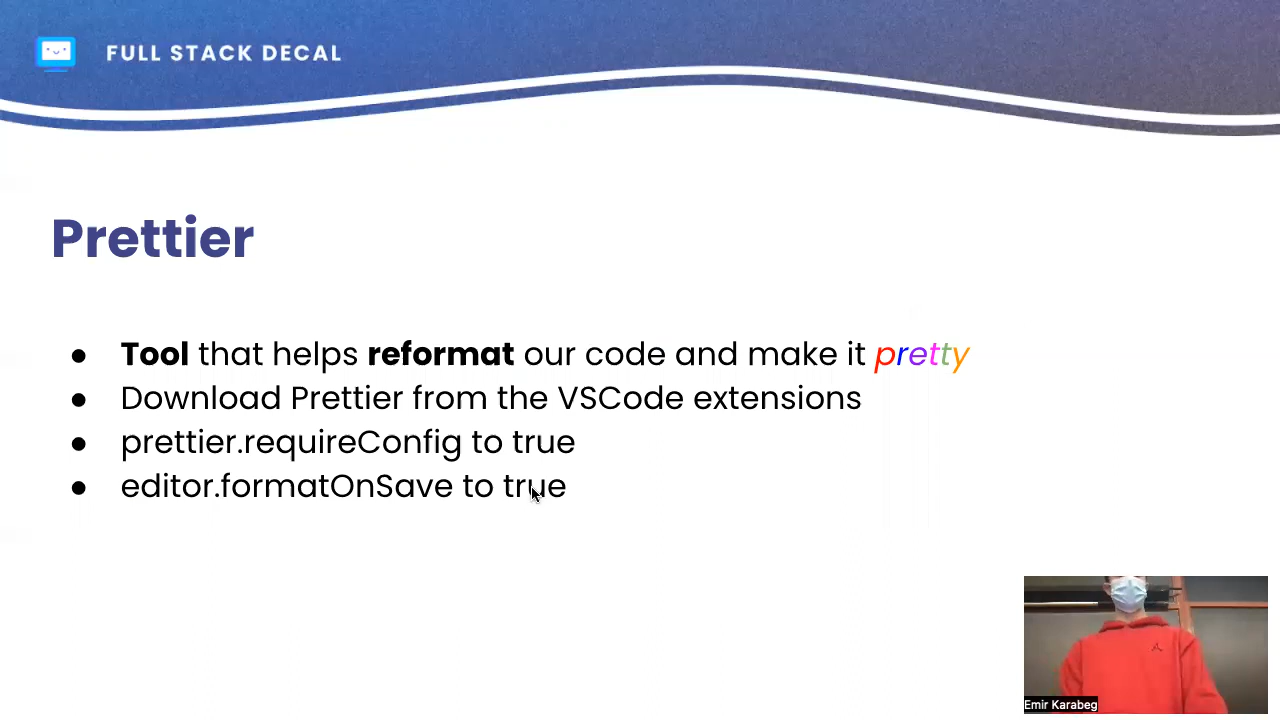 FULL STACK DECAL
Prettier
● Tool that helps reformat our code and make it pretty
● Download Prettier from the VSCode extensions
● prettier.requireConfig to true
● editor.formatOnSave to true
Emir Karabeg